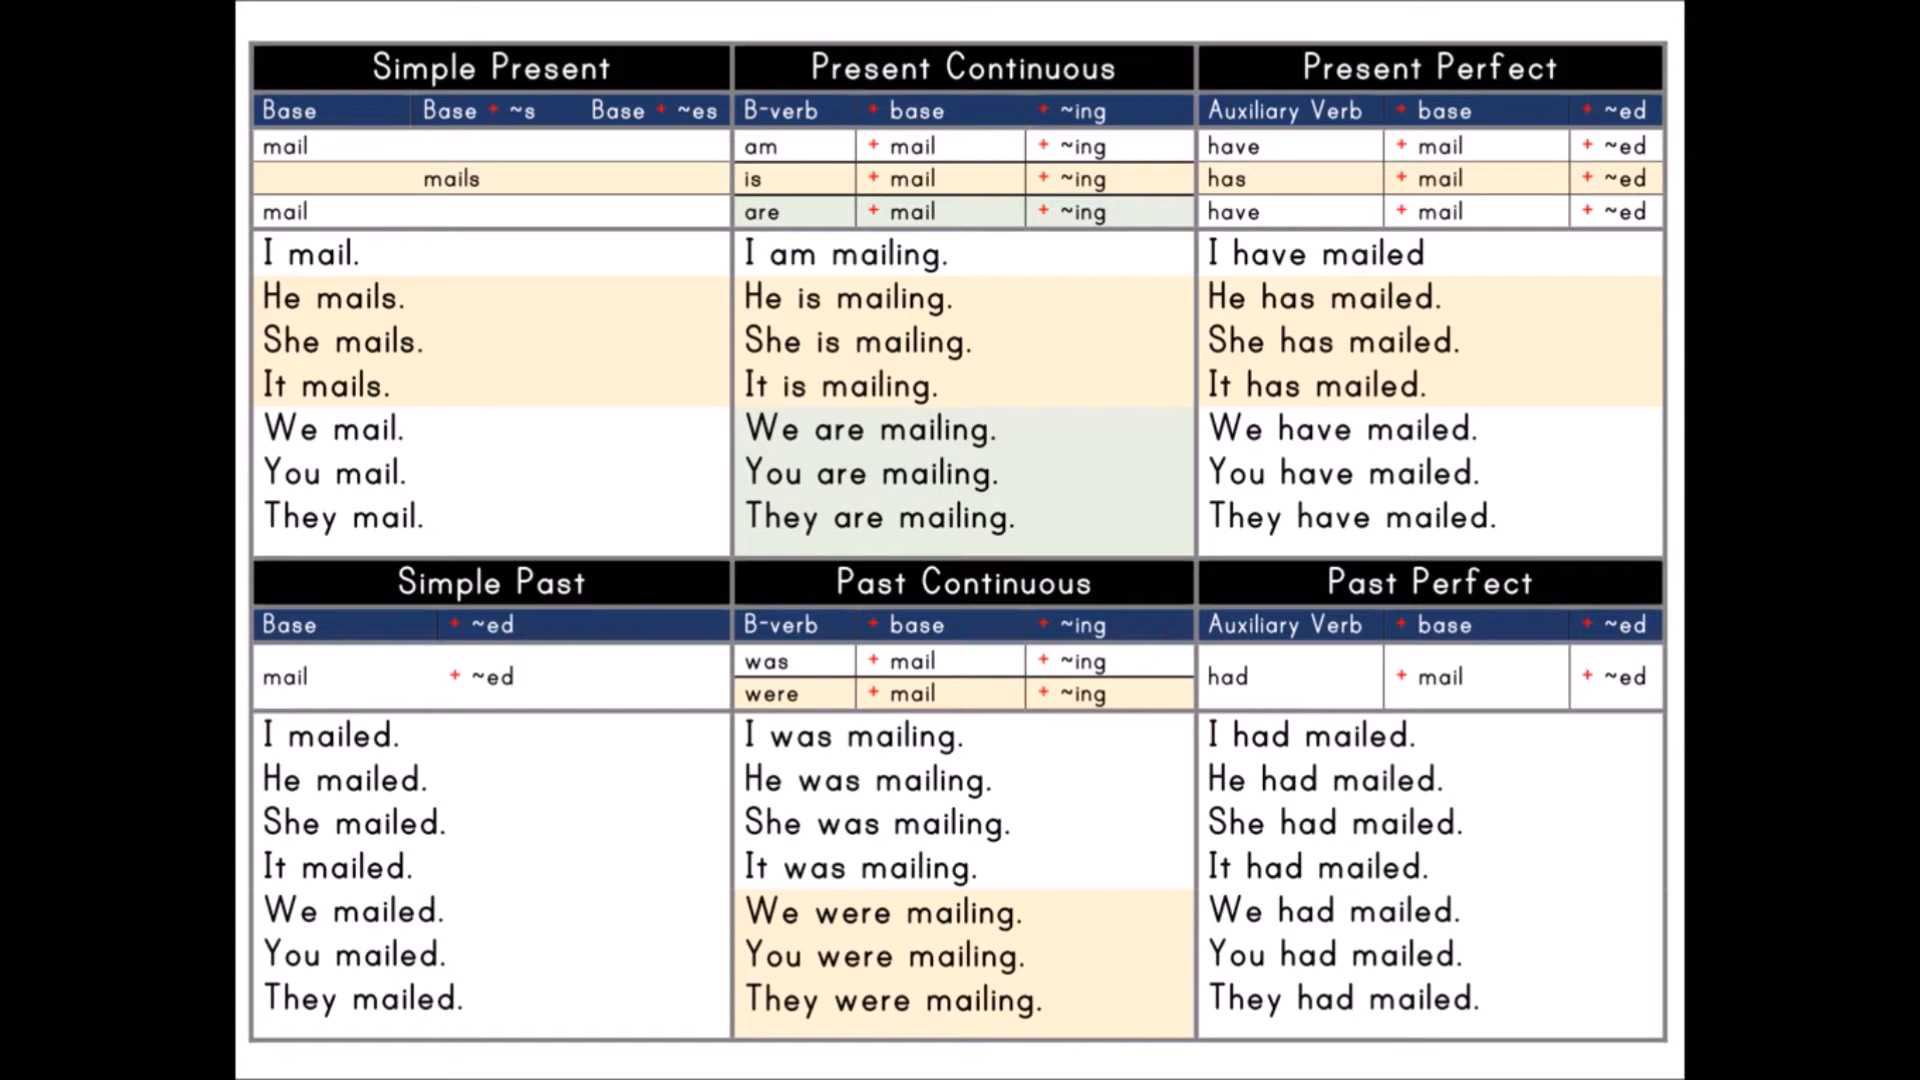 Simple Present
Base Base + ~s Base + ~es
mail
mails
mail
I mail.
He mails.
She mails.
It mails.
We mail.
You mail.
They mail.
Present Continuous
B-verb + base + ~ing
am + mail + ~ing
is + mail + ~ing
are + mail + ~ing
I am mailing.
He is mailing.
She is mailing.
It is mailing.
We are mailing.
You are mailing.
They are mailing.
Present Perfect
Auxiliary Verb + base + ~ed
have + mail + ~ed
has + mail + ~ed
have + mail + ~ed
I have mailed
He has mailed.
She has mailed.
It has mailed.
We have mailed.
You have mailed.
They have mailed.
Simple Past
Base + ~ed
mail + ~ed
I mailed.
He mailed.
She mailed.
It mailed.
We mailed.
You mailed.
They mailed.
Past Continuous
B-verb + base + ~ing
was + mail + ~ing
were + mail + ~ing
I was mailing.
He was mailing.
She was mailing.
It was mailing.
We were mailing.
You were mailing.
They were mailing.
Past Perfect
Auxiliary Verb + base + ~ed
had + mail + ~ed
I had mailed.
He had mailed.
She had mailed.
It had mailed.
We had mailed.
You had mailed.
They had mailed.